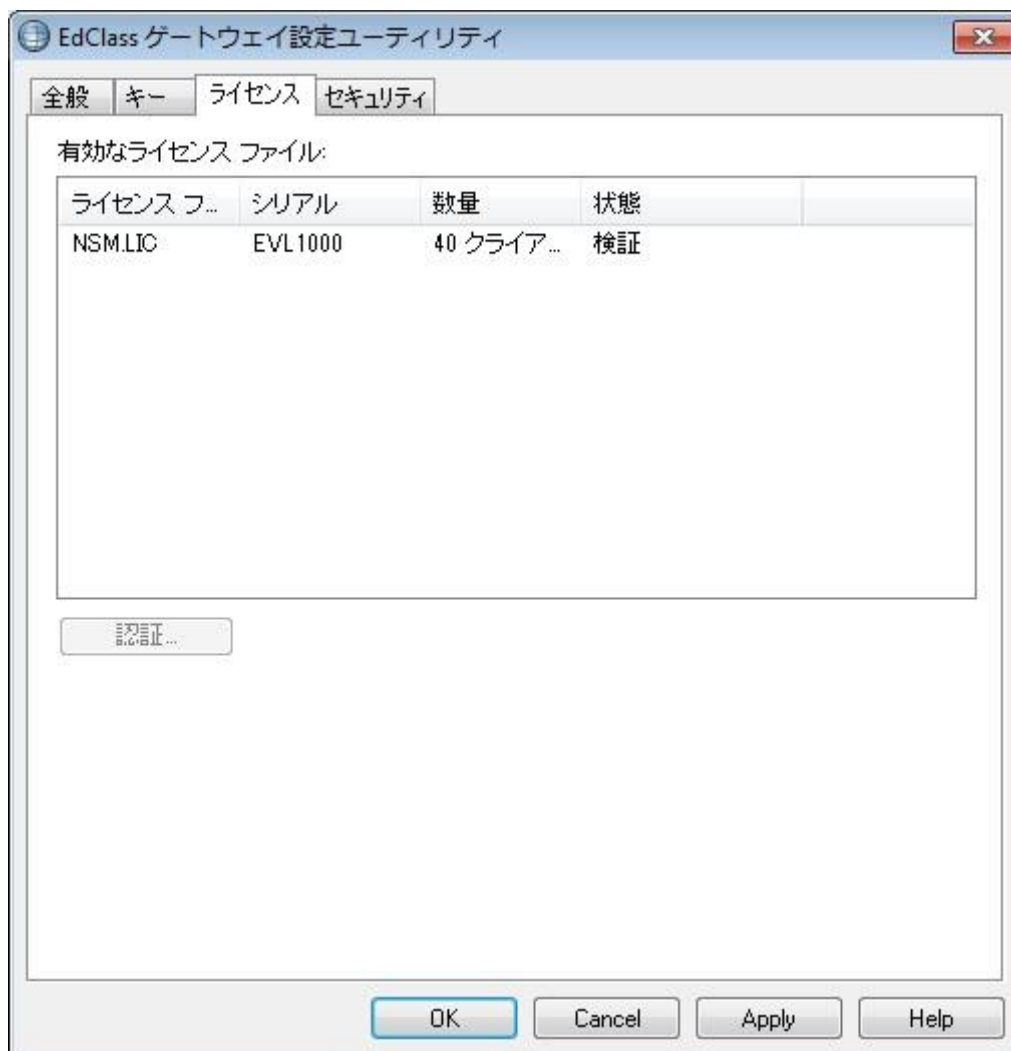 EdClass ゲートウェイ設定ユーティリティ
全般 キー ライセンス セキュリティ
有効なライセンス ファイル:
ライセンス フ... シリアル 数量 状態
NSM.LIC EVL1000 40 クライア... 検証
認証...
OK Cancel Apply Help